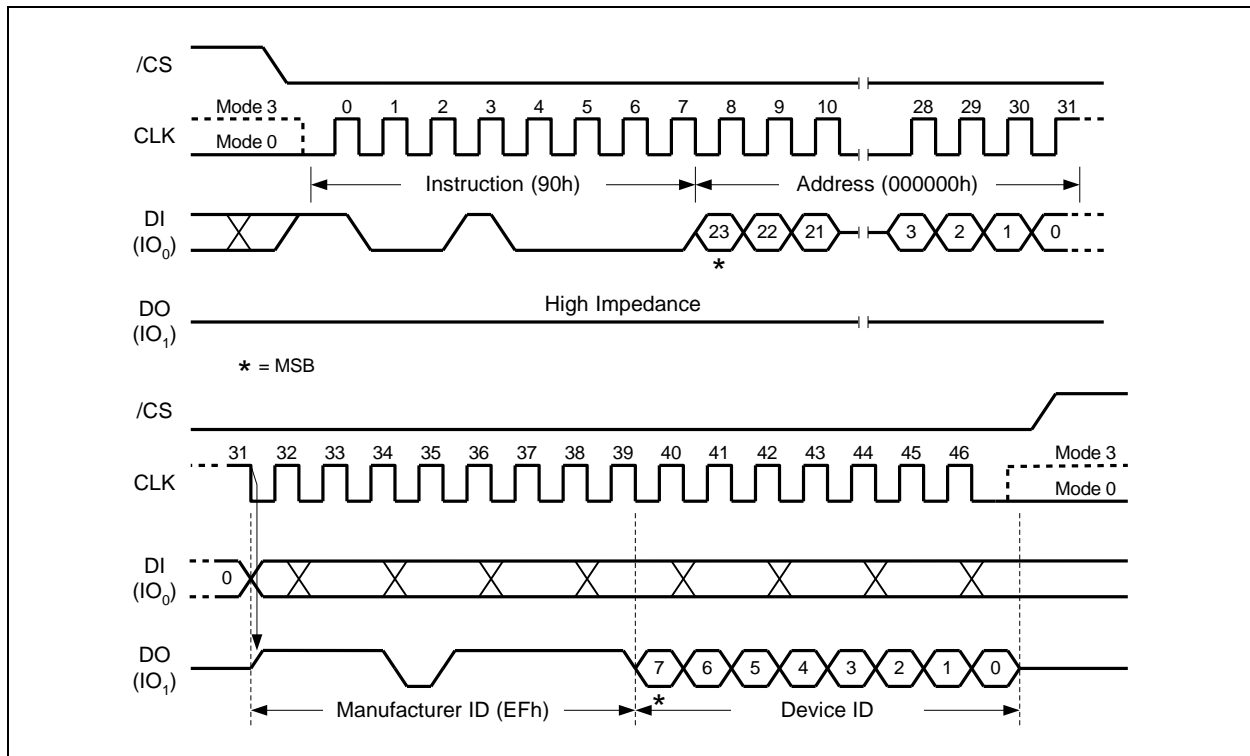 /CS
Mode 3
0 1 2 3 4 5 6 7 8 9 10 28 29 30 31
CLK
Mode 0
Instruction (90h) Address (000000h)
DI
(IO0)
23 22 21 3 2 1 0
*
High Impedance
DO
(IO1)
* = MSB
/CS
31 32 33 34 35 36 37 38 39 40 41 42 43 44 45 46
Mode 3
CLK
Mode 0
DI
(IO0)
0
DO
(IO1)
7 6 5 4 3 2 1 0
*
Manufacturer ID (EFh) Device ID